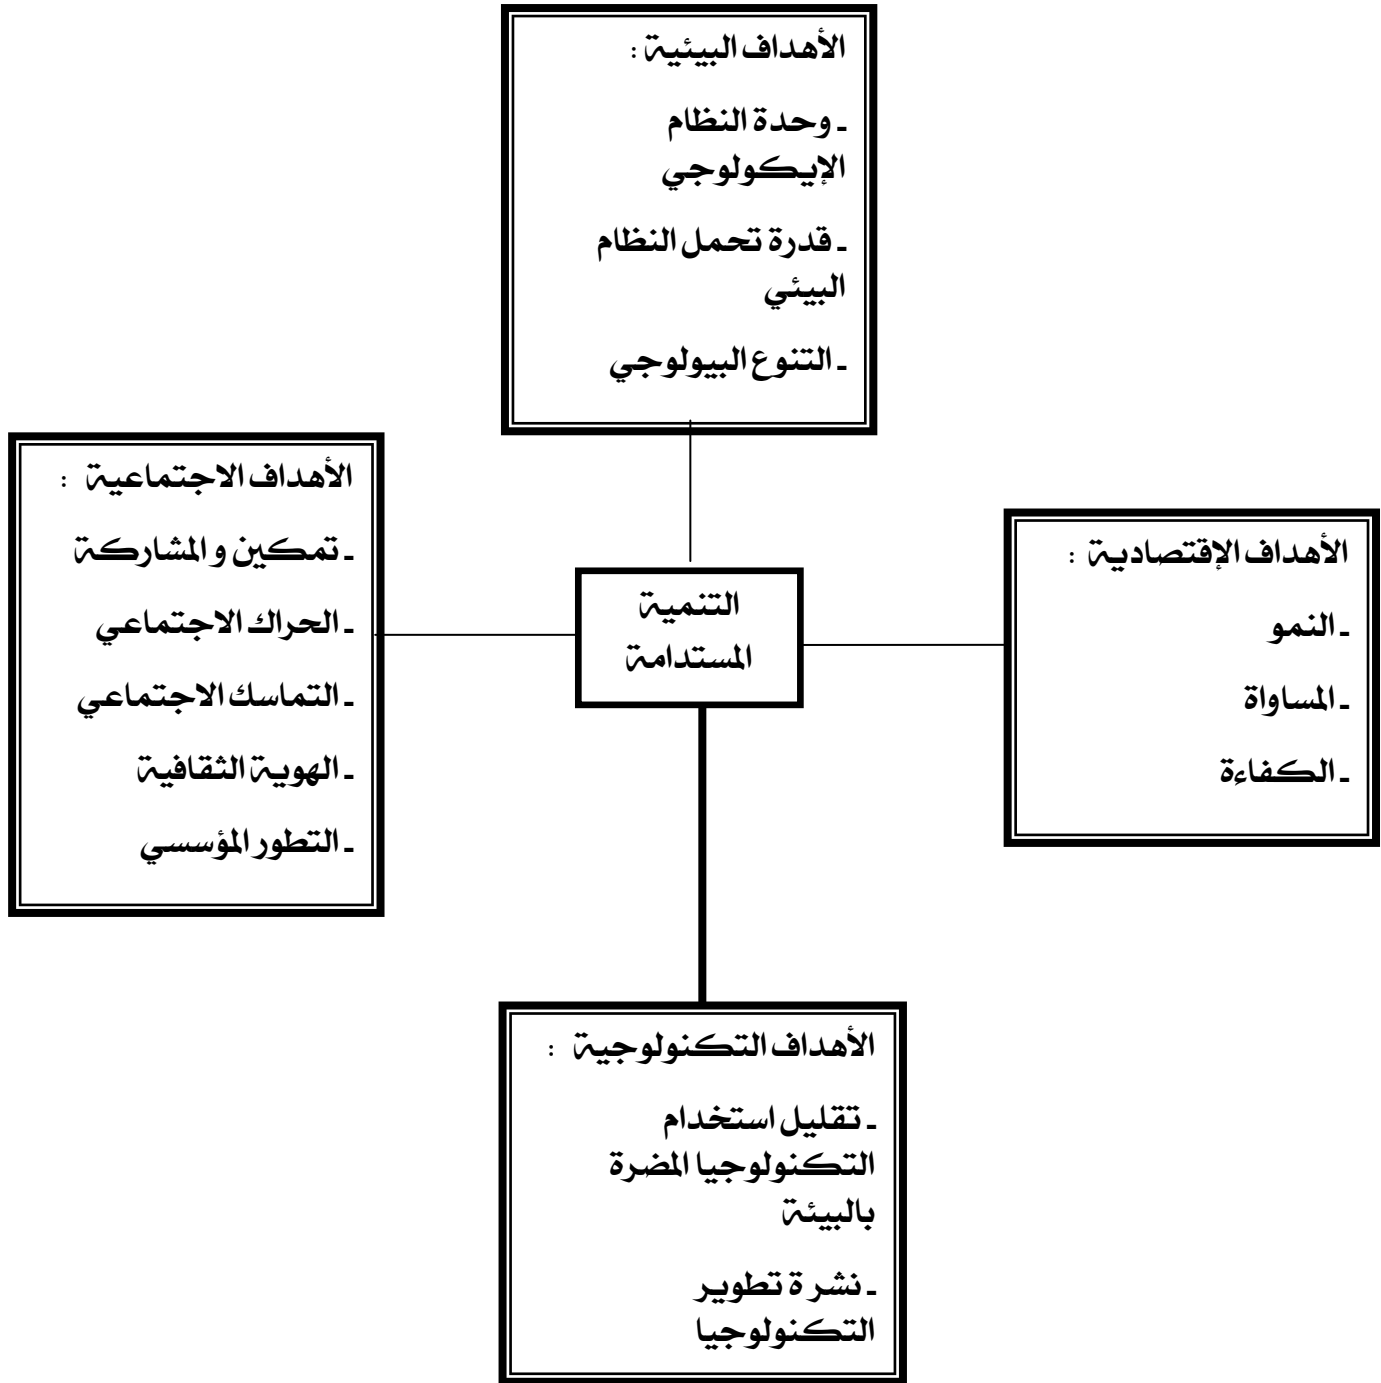 الأهداف البيئية :
ـ وحدة النظام
الإيكولوجي
ـ قدرة تحمل النظام
البيئي
ـ التنوع البيولوجي
الأهداف الإقتصادية :
ـ النمو
ـ المساواة
ـ الكفاءة
التنمية
المستدامة
الأهداف الاجتماعية :
ـ تمكين و المشاركة
ـ الحراك الاجتماعي
ـ التماسك الاجتماعي
ـ الهوية الثقافية
ـ التطور المؤسسي
الأهداف التكنولوجية :
ـ تقليل استخدام
التكنولوجيا المضرة
بالبيئة
ـ نشر ة تطوير
التكنولوجيا